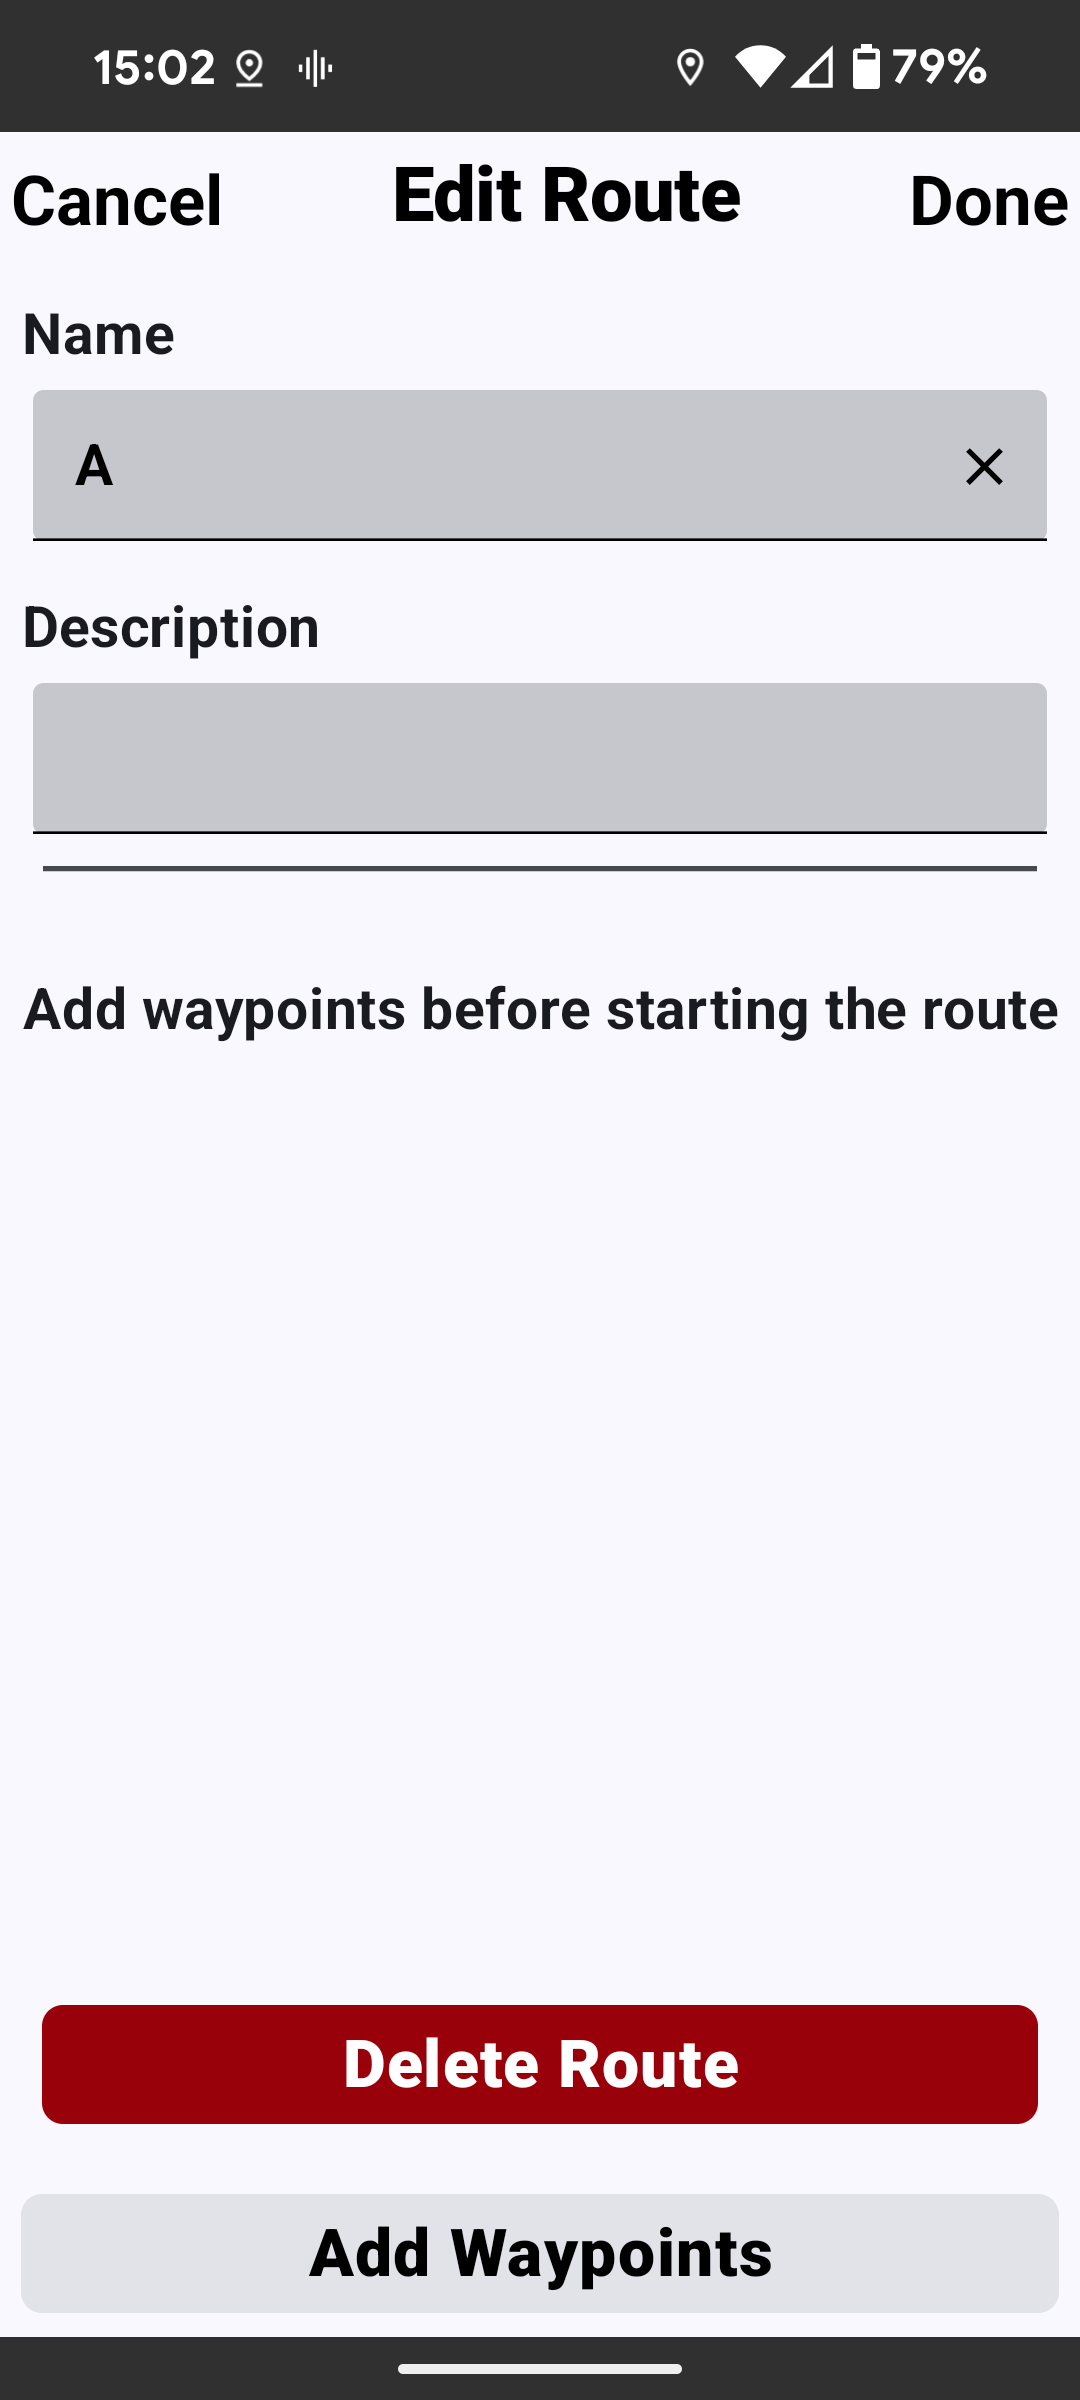 15:02
79%
Cancel
Edit Route
Done
Name
A
Description
Add waypoints before starting the route
Delete Route
Add Waypoints